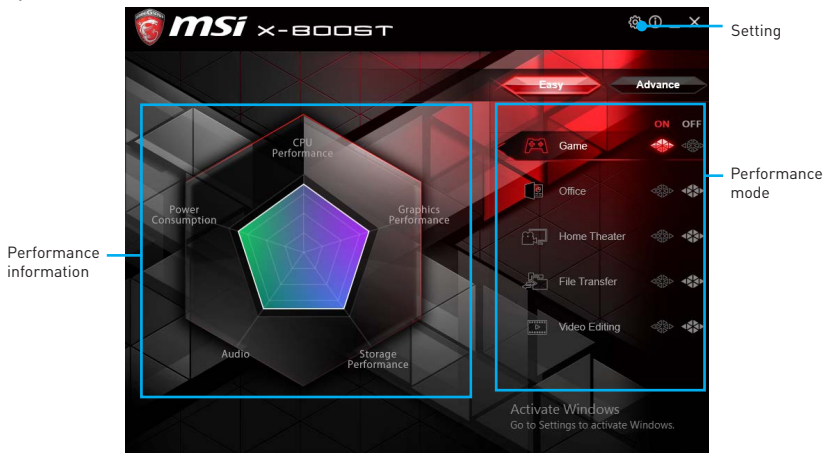 msi X-BOOST
Setting
Easy
Advance
ON OFF
CPU
Performance
Game
Office
Performance
mode
Power
Consumption
Graphics
Performance
Home Theater
Performance
information
File Transfer
Video Editing
Audio
Storage
Performance
Activate Windows
Go to Settings to activate Windows.